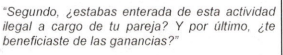 “Segundo, ¿estabas enterada de esta actividad
ilegal a cargo de tu pareja? Y por último, ¿te
beneficiaste de las ganancias?”